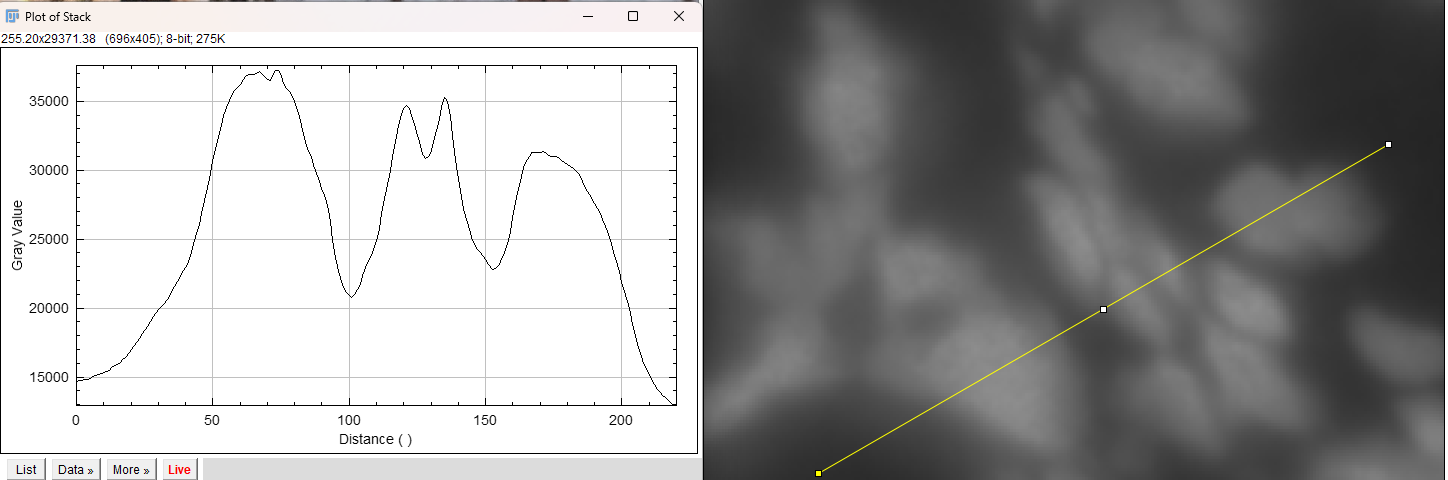 Plot of Stack
255.20x29371.38 (696x405); 8-bit; 275K
35000
30000
25000
20000
15000
Gray Value
0 50 100 150 200
Distance ( )
List Data » More » Live